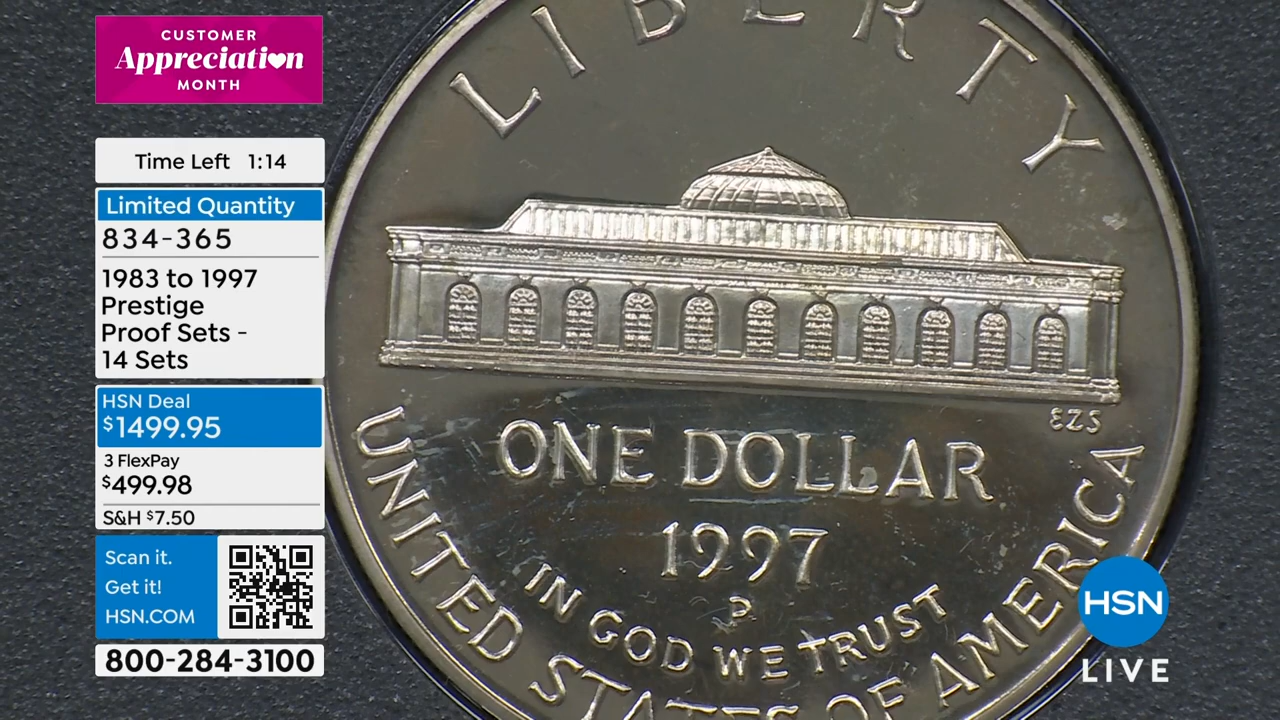 CUSTOMER
Appreciation
MONTH
Time Left 1:14
Limited Quantity
834-365
1983 to 1997
Prestige
Proof Sets -
14 Sets
HSN Deal
$1499.95
3 FlexPay
$499.98
S&H $7.50
Scan it.
Get it!
HSN.COM
800-284-3100
LIBERTY
EZS
ONE DOLLAR
1997
P
IN GOD WE TRUST
UNITED STATES OF AMERICA
HSN
LIVE